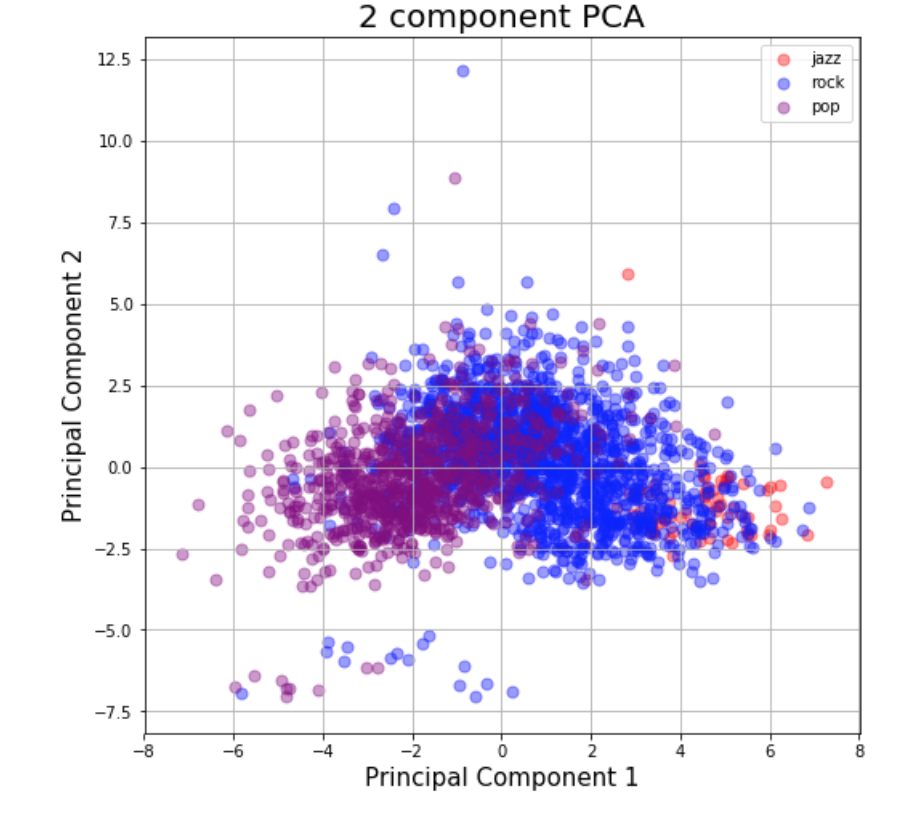 2 component PCA
jazz
rock
pop
12.5
10.0
7.5
5.0
2.5
0.0
−2.5
−5.0
−7.5
Principal Component 2
−8 −6 −4 −2 0 2 4 6 8
Principal Component 1